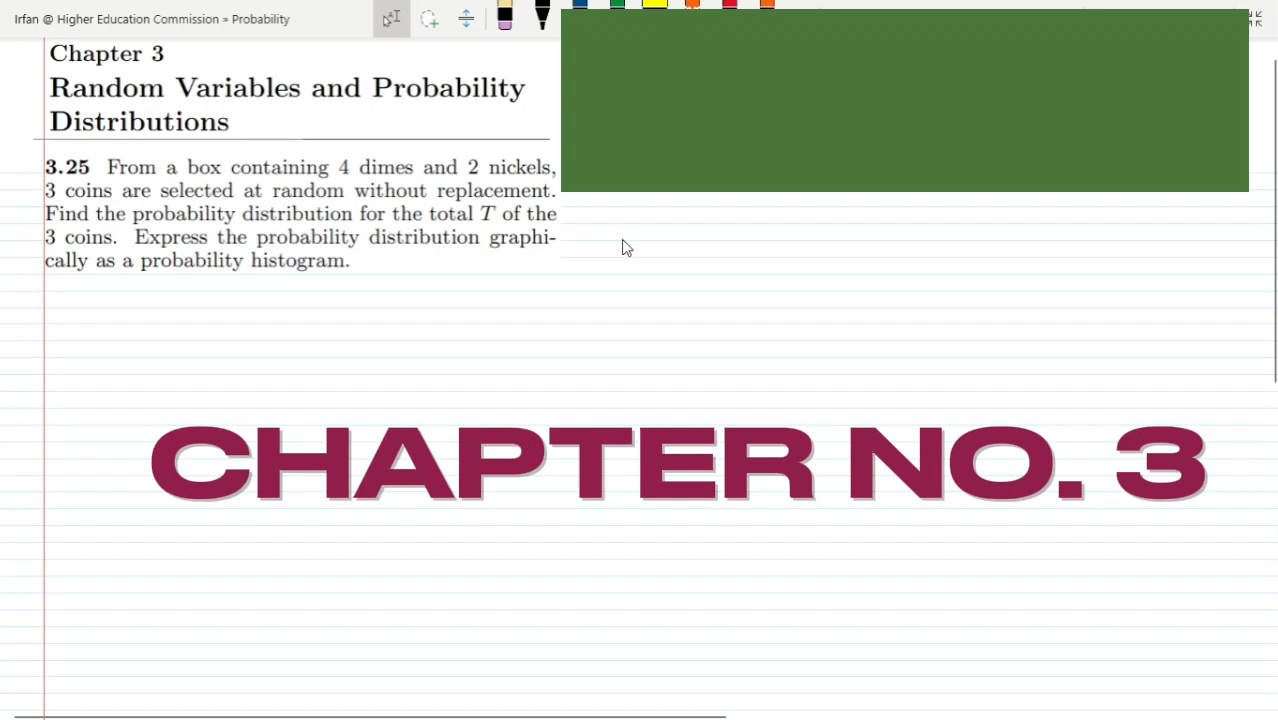 Irfan @ Higher Education Commission » Probability
Chapter 3
Random Variables and Probability
Distributions
3.25 From a box containing 4 dimes and 2 nickels,
3 coins are selected at random without replacement.
Find the probability distribution for the total T of the
3 coins. Express the probability distribution graphi-
cally as a probability histogram.
CHAPTER NO. 3